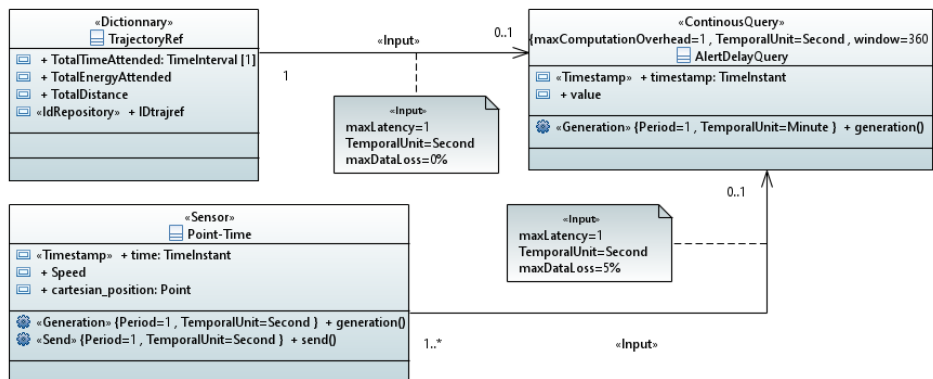 «Dictionnary»
TrajectoryRef
+ TotalTimeAttended: TimeInterval [1]
+ TotalEnergyAttended
+ TotalDistance
«IdRepository» + IDtrajref
«Input»
0..1
1
«Input»
maxLatency=1
TemporalUnit=Second
maxDataLoss=0%
«ContinousQuery»
{maxComputationOverhead=1 , TemporalUnit=Second , window=360
AlertDelayQuery
«Timestamp» + timestamp: TimeInstant
+ value
«Generation» {Period=1 , TemporalUnit=Minute } + generation()
0..1
«Sensor»
Point-Time
«Timestamp» + time: TimeInstant
+ Speed
+ cartesian_position: Point
«Generation» {Period=1 , TemporalUnit=Second } + generation()
«Send» {Period=1 , TemporalUnit=Second } + send()
«Input»
maxLatency=1
TemporalUnit=Second
maxDataLoss=5%
1..*
«Input»